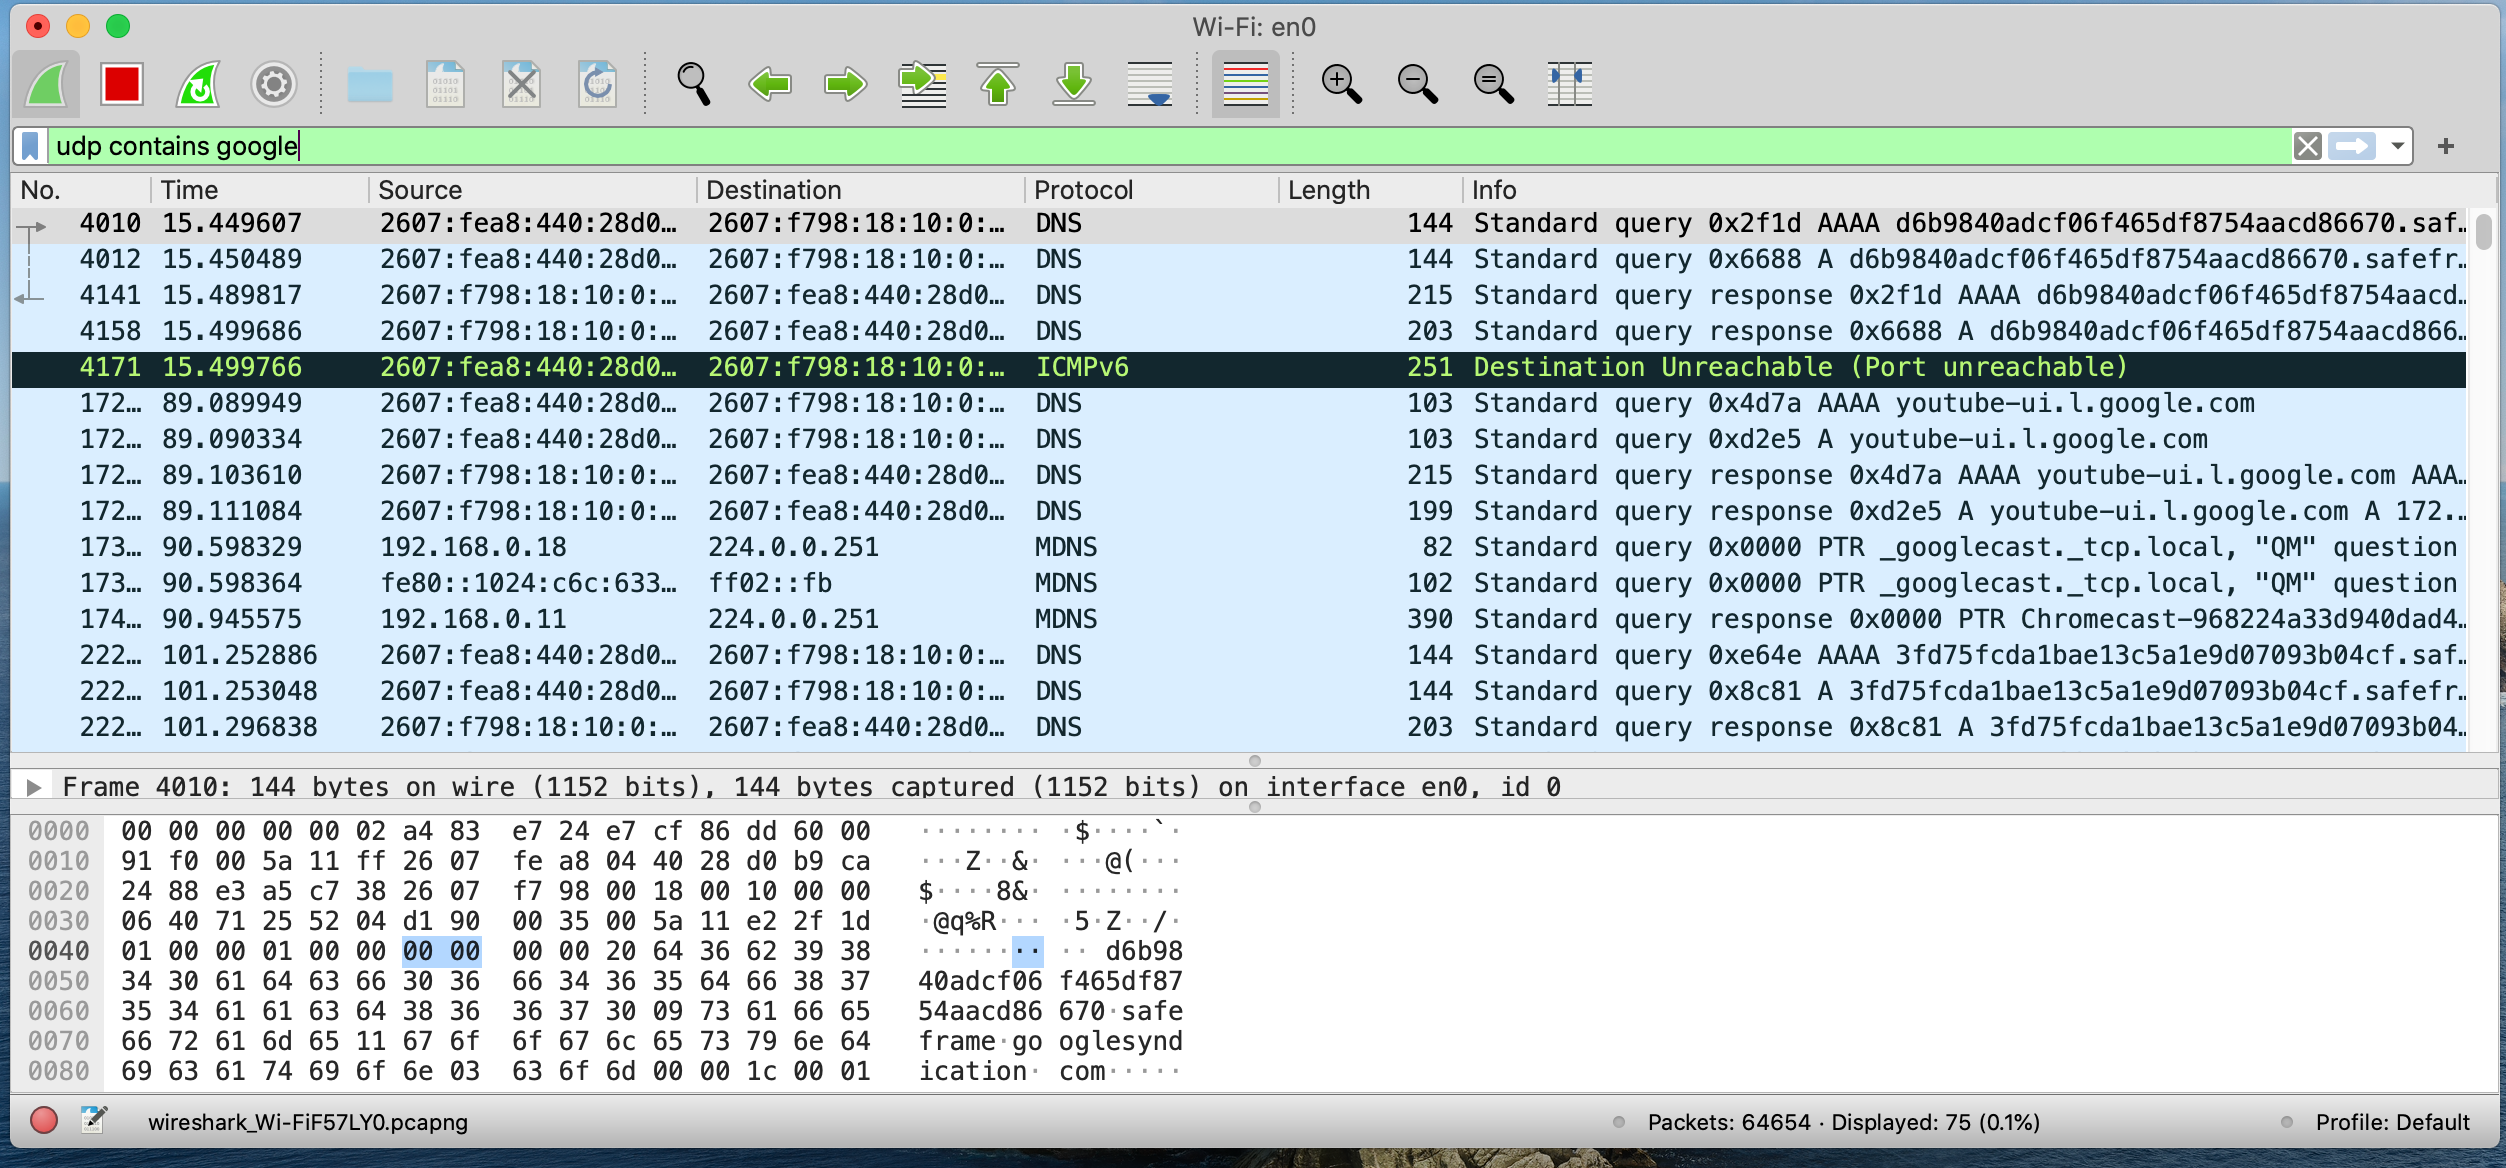 Wi-Fi: en0
udp contains google
No. Time Source Destination Protocol Length Info
4010 15.449607 2607:fea8:440:28d0… 2607:f798:18:10:0:… DNS 144 Standard query 0x2f1d AAAA d6b9840adcf06f465df8754aacd86670.saf…
4012 15.450489 2607:fea8:440:28d0… 2607:f798:18:10:0:… DNS 144 Standard query 0x6688 A d6b9840adcf06f465df8754aacd86670.safefr…
4141 15.489817 2607:f798:18:10:0:… 2607:fea8:440:28d0… DNS 215 Standard query response 0x2f1d AAAA d6b9840adcf06f465df8754aacd…
4158 15.499686 2607:f798:18:10:0:… 2607:fea8:440:28d0… DNS 203 Standard query response 0x6688 A d6b9840adcf06f465df8754aacd866…
4171 15.499766 2607:fea8:440:28d0… 2607:f798:18:10:0:… ICMPv6 251 Destination Unreachable (Port unreachable)
172… 89.089949 2607:fea8:440:28d0… 2607:f798:18:10:0:… DNS 103 Standard query 0x4d7a AAAA youtube-ui.l.google.com
172… 89.090334 2607:fea8:440:28d0… 2607:f798:18:10:0:… DNS 103 Standard query 0xd2e5 A youtube-ui.l.google.com
172… 89.103610 2607:f798:18:10:0:… 2607:fea8:440:28d0… DNS 215 Standard query response 0x4d7a AAAA youtube-ui.l.google.com AAA…
172… 89.111084 2607:f798:18:10:0:… 2607:fea8:440:28d0… DNS 199 Standard query response 0xd2e5 A youtube-ui.l.google.com A 172.…
173… 90.598329 192.168.0.18 224.0.0.251 MDNS 82 Standard query 0x0000 PTR _googlecast._tcp.local, "QM" question
173… 90.598364 fe80::1024:c6c:633… ff02::fb MDNS 102 Standard query 0x0000 PTR _googlecast._tcp.local, "QM" question
174… 90.945575 192.168.0.11 224.0.0.251 MDNS 390 Standard query response 0x0000 PTR Chromecast-968224a33d940dad4…
222… 101.252886 2607:fea8:440:28d0… 2607:f798:18:10:0:… DNS 144 Standard query 0xe64e AAAA 3fd75fcda1bae13c5a1e9d07093b04cf.saf…
222… 101.253048 2607:fea8:440:28d0… 2607:f798:18:10:0:… DNS 144 Standard query 0x8c81 A 3fd75fcda1bae13c5a1e9d07093b04cf.safefr…
222… 101.296838 2607:f798:18:10:0:… 2607:fea8:440:28d0… DNS 203 Standard query response 0x8c81 A 3fd75fcda1bae13c5a1e9d07093b04…
Frame 4010: 144 bytes on wire (1152 bits), 144 bytes captured (1152 bits) on interface en0, id 0
0000 00 00 00 00 00 02 a4 83 e7 24 e7 cf 86 dd 60 00 ········ ·$····`·
0010 91 f0 00 5a 11 ff 26 07 fe a8 04 40 28 d0 b9 ca ···Z··&· ···@(···
0020 24 88 e3 a5 c7 38 26 07 f7 98 00 18 00 10 00 00 $····8&· ········
0030 06 40 71 25 52 04 d1 90 00 35 00 5a 11 e2 2f 1d ·@q%R··· ·5·Z··/·
0040 01 00 00 01 00 00 00 00 00 00 20 64 36 62 39 38 ········ ·· d6b98
0050 34 30 61 64 63 66 30 36 66 34 36 35 64 66 38 37 40adcf06 f465df87
0060 35 34 61 61 63 64 38 36 36 37 30 09 73 61 66 65 54aacd86 670·safe
0070 66 72 61 6d 65 11 67 6f 6f 67 6c 65 73 79 6e 64 frame·go oglesynd
0080 69 63 61 74 69 6f 6e 03 63 6f 6d 00 00 1c 00 01 ication· com·····
wireshark_Wi-FiF57LY0.pcapng
Packets: 64654 · Displayed: 75 (0.1%)
Profile: Default